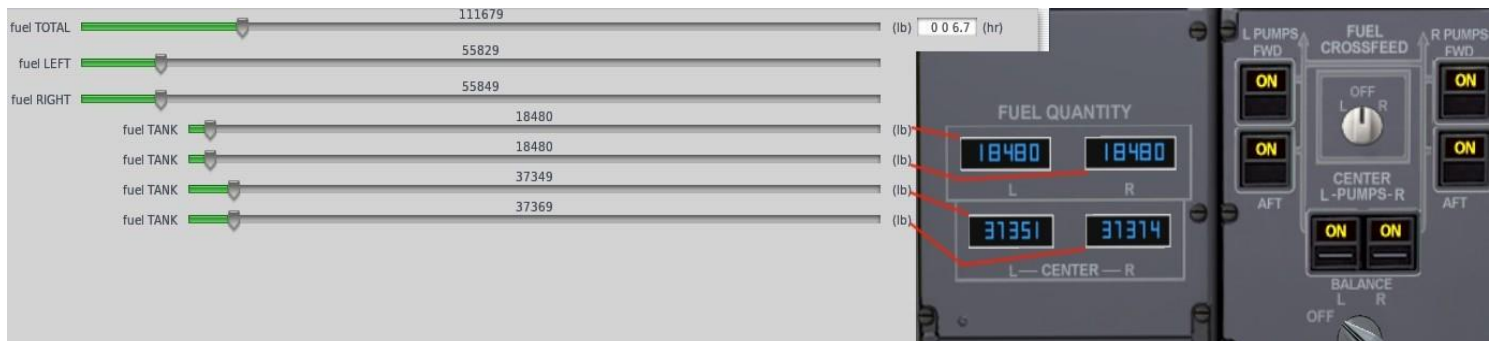 111679
fuel TOTAL (lb) 0 0 6.7 (hr)
55829
fuel LEFT
55849
fuel RIGHT
18480
fuel TANK (lb)
18480
fuel TANK (lb)
37349
fuel TANK (lb)
37369
fuel TANK (lb)
FUEL QUANTITY
18480 18480
L R
37351 37374
L CENTER R
L PUMPS
FWD
FUEL
CROSSFEED
R PUMPS
FWD
ON
OFF
L R
ON
ON
ON
AFT
CENTER
L-PUMPS-R
AFT
ON ON
BALANCE
L R
OFF